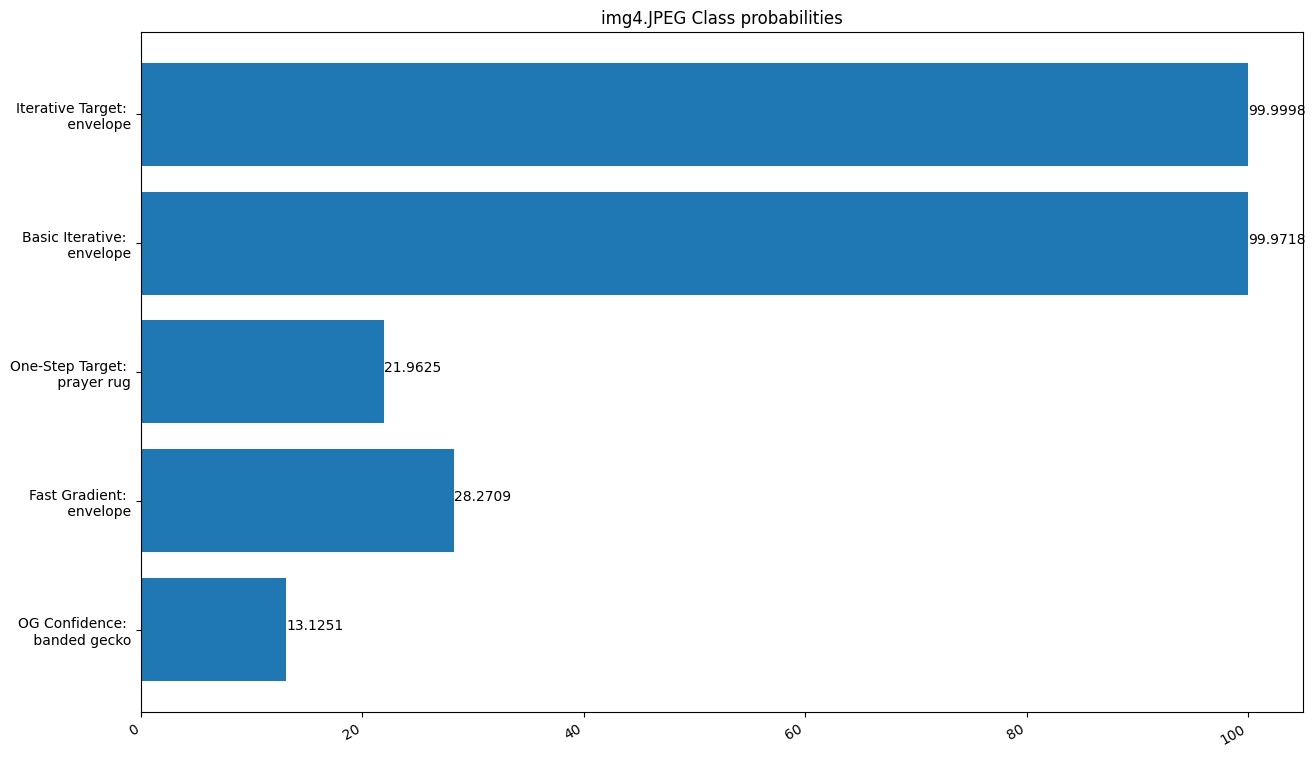 img4.JPEG Class probabilities
Iterative Target:
envelope
99.9998
Basic Iterative:
envelope
99.9718
One-Step Target:
prayer rug
21.9625
Fast Gradient:
envelope
28.2709
OG Confidence:
banded gecko
13.1251
0 20 40 60 80 100